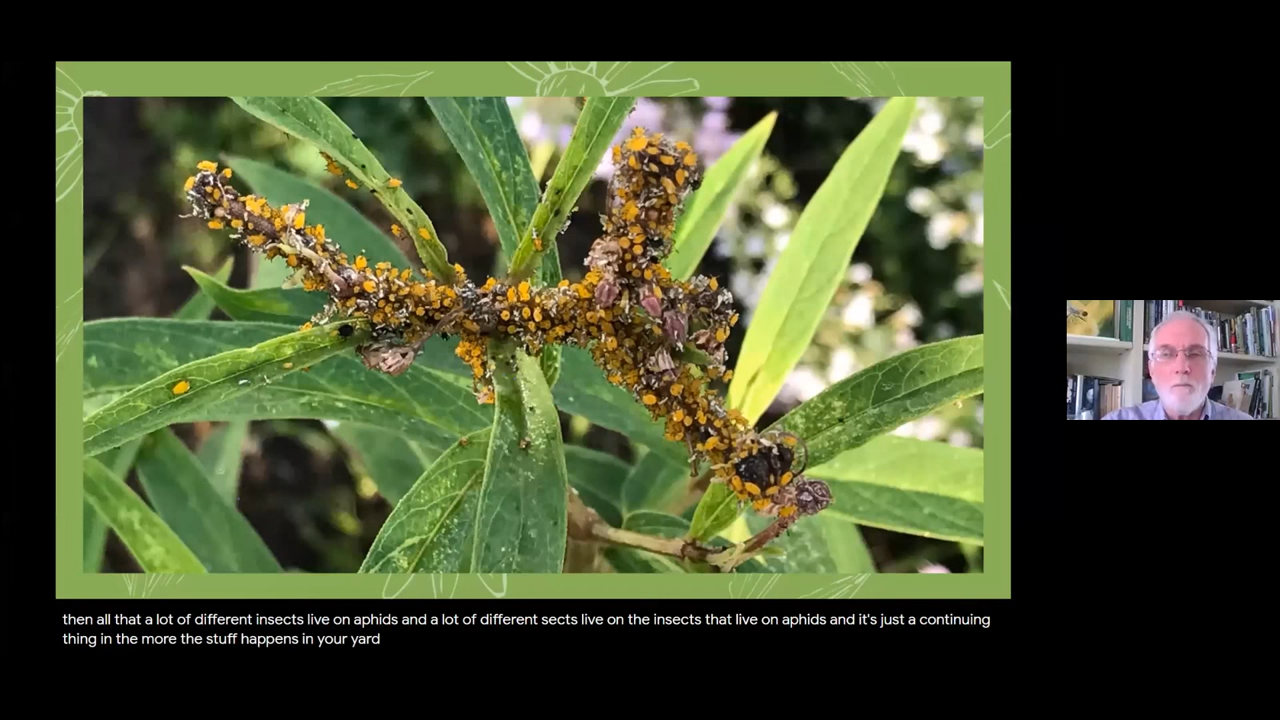 then all that a lot of different insects live on aphids and a lot of different sects live on the insects that live on aphids and it's just a continuing
thing in the more the stuff happens in your yard